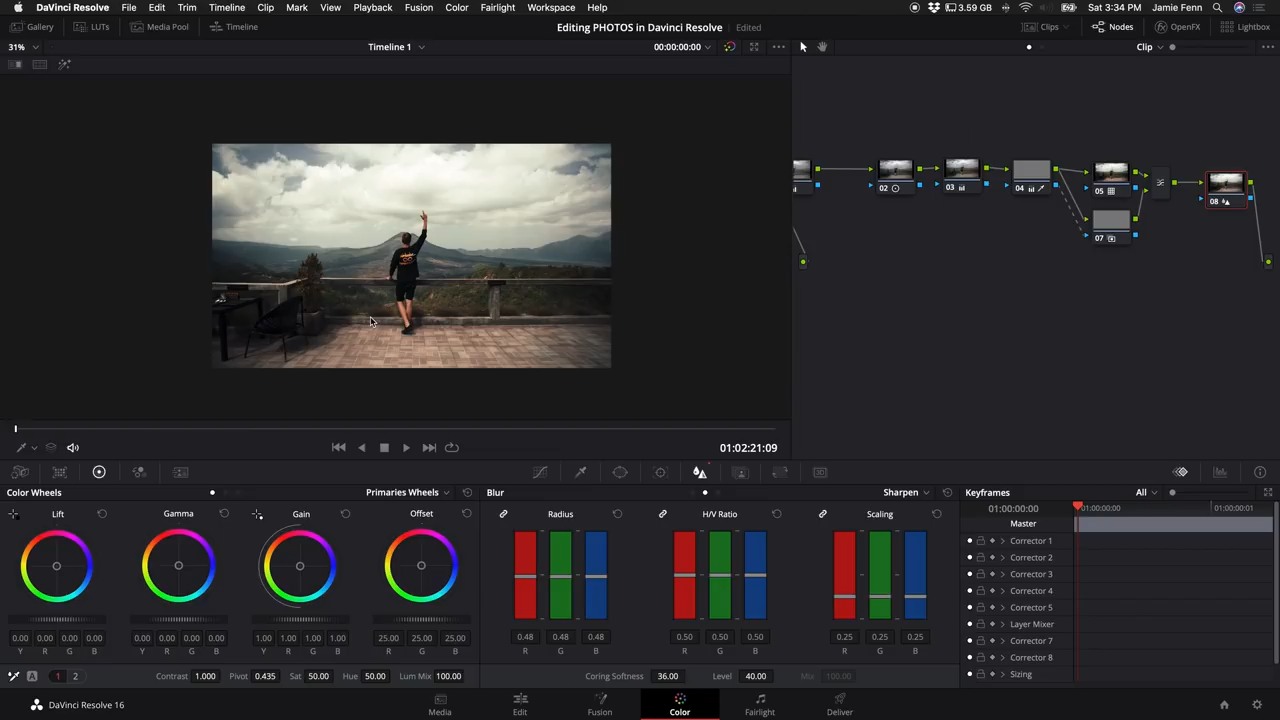 DaVinci Resolve File Edit Trim Timeline Clip Mark View Playback Fusion Color Fairlight Workspace Help 3.59 GB Sat 3:34 PM Jamie Fenn
Gallery LUTs Media Pool Timeline Editing PHOTOS in DaVinci Resolve Edited Clips Nodes OpenFX Lightbox
31% Timeline 1 00:00:00:00 Clip
02 03 04 05 08
07
01:02:21:09
Color Wheels Primaries Wheels Blur Sharpen Keyframes All
Lift Gamma Gain Offset Radius H/V Ratio Scaling 01:00:00:00 01:00:00:00 01:00:00:01
Master
Corrector 1
Corrector 2
Corrector 3
Corrector 4
Corrector 5
Layer Mixer
Corrector 7
Corrector 8
Sizing
0.00 0.00 0.00 0.00 0.00 0.00 0.00 0.00 1.00 1.00 1.00 1.00 25.00 25.00 25.00 0.48 0.48 0.48 0.50 0.50 0.50 0.25 0.25 0.25
Y R G B Y R G B Y R G B R G B R G B R G B R G B
A 1 2 Contrast 1.000 Pivot 0.435 Sat 50.00 Hue 50.00 Lum Mix 100.00 Coring Softness 36.00 Level 40.00 Mix 100.00
DaVinci Resolve 16 Media Edit Fusion Color Fairlight Deliver